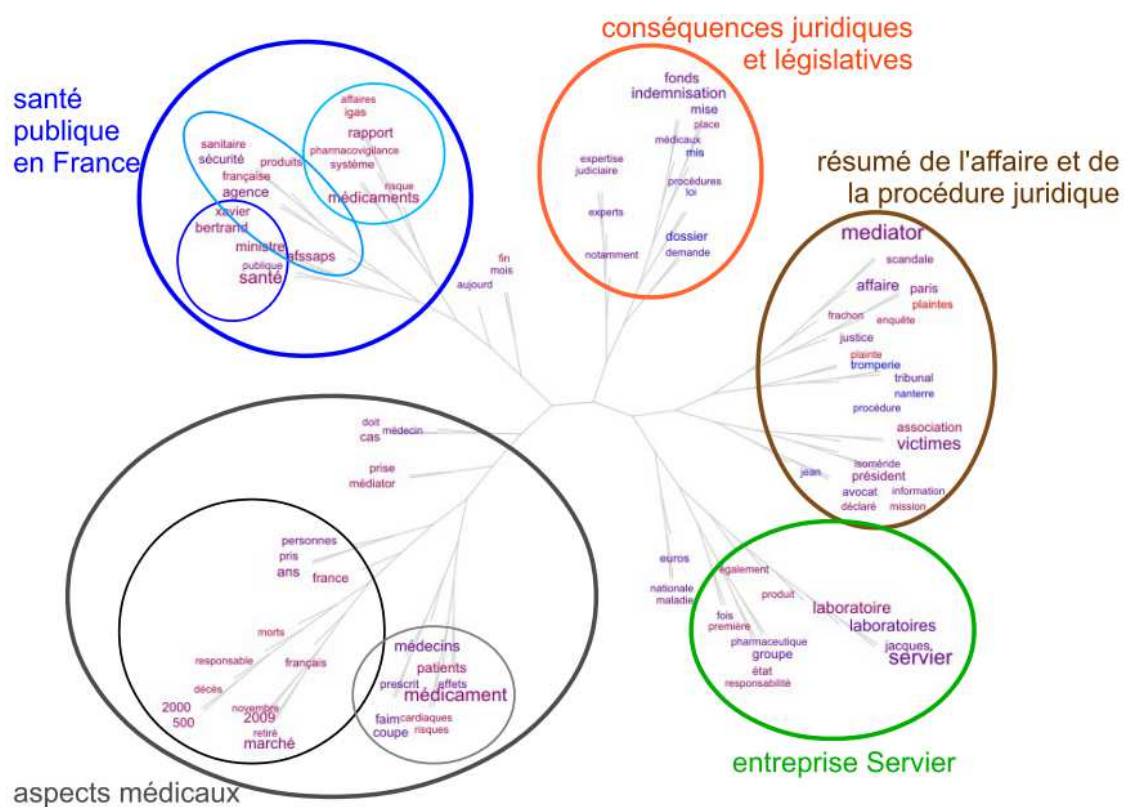 conséquences juridiques
et législatives
santé
publique
en France
affaires
igas
rapport
pharmacovigilance
système
risque
médicaments
sanitaire
sécurité
produits
française
agence
xavier
bertrand
ministre
afssaps
publique
santé
fin
mois
aujourd
fonds
indemnisation
mise
place
médicaux
mis
expertise
judiciaire
procédures
loi
experts
dossier
notamment
demande
résumé de l'affaire et de
la procédure juridique
mediator
scandale
affaire
paris
plaintes
frachon
enquête
justice
plainte
tromperie
tribunal
nanterre
procédure
association
victimes
isoméride
jean
président
avocat
information
déclaré
mission
doit
cas
médecin
prise
médiator
personnes
pris
ans
france
morts
responsable
français
décès
2000
500
novembre
2009
retiré
marché
médecins
patients
prescrit
effets
médicament
faim
cardiaques
coupe
risques
aspects médicaux
euros
nationale
maladie
également
produit
laboratoire
fois
première
laboratoires
pharmaceutique
groupe
jacques,
servier
état
responsabilité
entreprise Servier